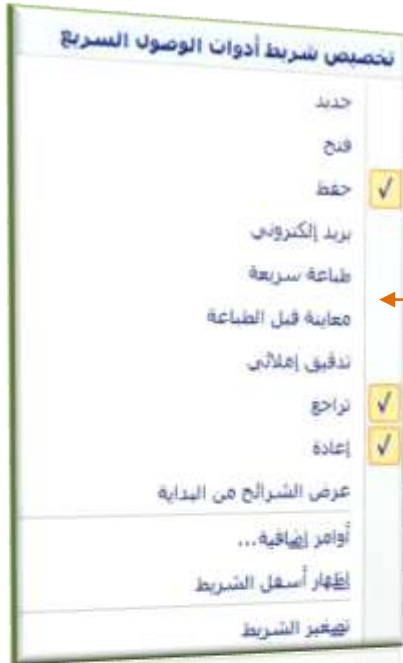 تخصيص شريط أدوات الوصول السريع
جديد
فتح
حفظ
بريد إلكتروني
طباعة سريعة
معاينة قبل الطباعة
تدقيق إملائي
تراجع
إعادة
عرض الشرائح من البداية
أوامر إضافية...
إظهار أسفل الشريط
تصغير الشريط